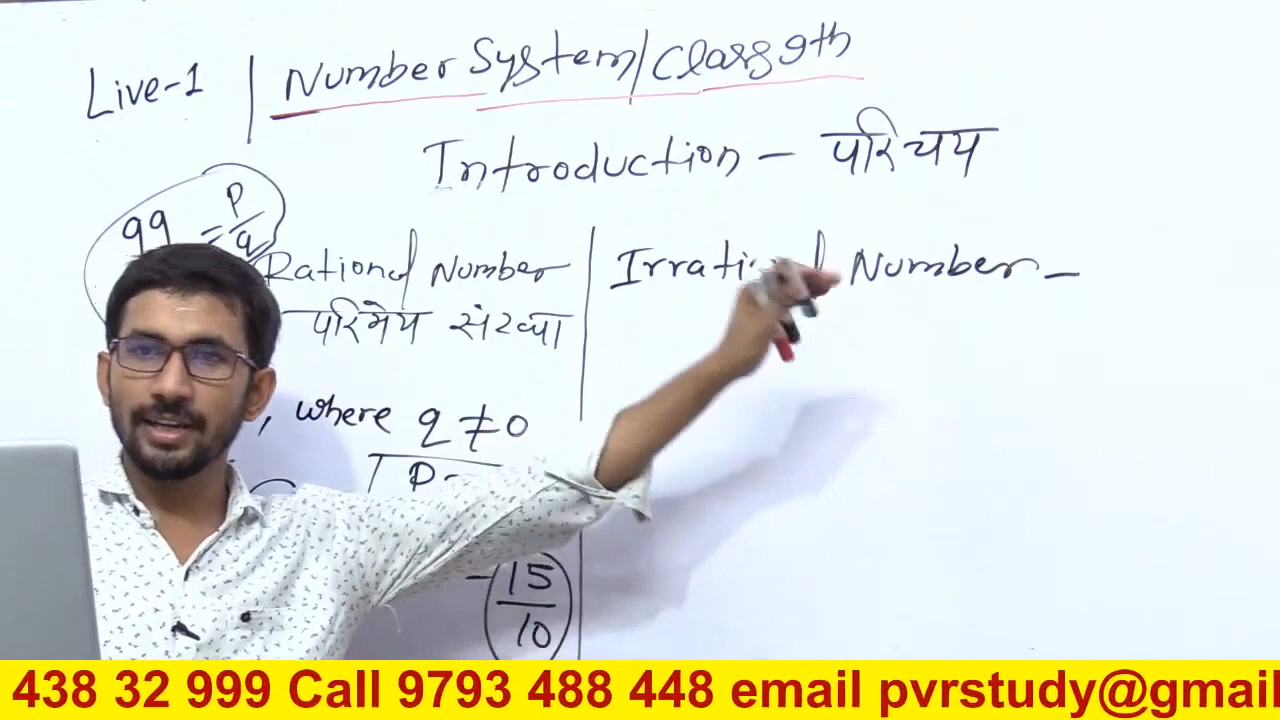 Live-1 | Number System/Class 9th
Introduction - परिचय
99 = p/q
Rational Number | Irrational Number -
परिमेय संख्या
, where q ≠ 0
p -
-15/10
438 32 999 Call 9793 488 448 email pvrstudy@gmail